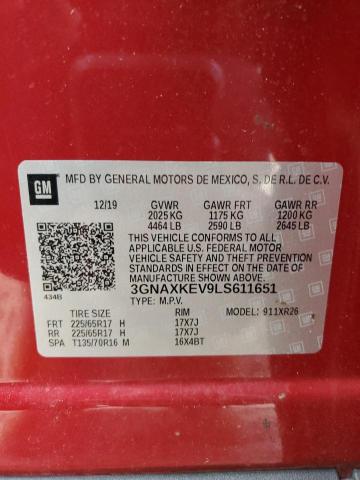 GM
MFD BY GENERAL MOTORS DE MEXICO, S. DE R.L. DE C.V.
12/19 GVWR GAWR FRT GAWR RR
2025 KG 1175 KG 1200 KG
4464 LB 2590 LB 2645 LB
THIS VEHICLE CONFORMS TO ALL
APPLICABLE U.S. FEDERAL MOTOR
VEHICLE SAFETY, BUMPER, AND THEFT
PREVENTION STANDARDS IN EFFECT ON
THE DATE OF MANUFACTURE SHOWN ABOVE.
434B
3GNAXKEV9LS611651
TYPE: M.P.V. MODEL: 911XR26
TIRE SIZE RIM
FRT 225/65R17 H 17X7J
RR 225/65R17 H 17X7J
SPA T135/70R16 M 16X4BT